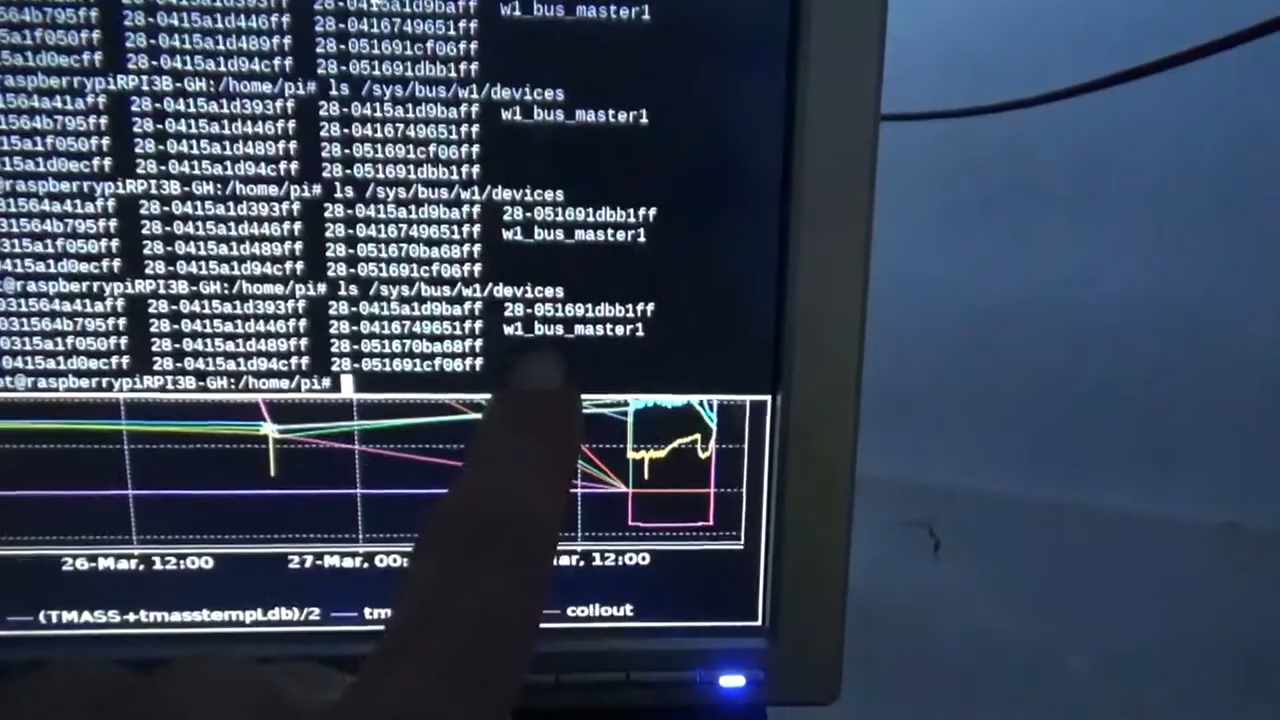 28-0415a1d9baff w1_bus_master1
564b795ff 28-0415a1d446ff 28-0416749651ff
5a1f050ff 28-0415a1d489ff 28-051691cf06ff
5a1d0ecff 28-0415a1d94cff 28-051691dbb1ff
raspberrypiRPI3B-GH:/home/pi# ls /sys/bus/w1/devices
1564a41aff 28-0415a1d393ff 28-0415a1d9baff w1_bus_master1
1564b795ff 28-0415a1d446ff 28-0416749651ff
15a1f050ff 28-0415a1d489ff 28-051691cf06ff
15a1d0ecff 28-0415a1d94cff 28-051691dbb1ff
@raspberrypiRPI3B-GH:/home/pi# ls /sys/bus/w1/devices
31564a41aff 28-0415a1d393ff 28-0415a1d9baff 28-051691dbb1ff
31564b795ff 28-0415a1d446ff 28-0416749651ff w1_bus_master1
315a1f050ff 28-0415a1d489ff 28-051670ba68ff
415a1d0ecff 28-0415a1d94cff 28-051691cf06ff
t@raspberrypiRPI3B-GH:/home/pi# ls /sys/bus/w1/devices
031564a41aff 28-0415a1d393ff 28-0415a1d9baff 28-051691dbb1ff
031564b795ff 28-0415a1d446ff 28-0416749651ff w1_bus_master1
0315a1f050ff 28-0415a1d489ff 28-051670ba68ff
0415a1d0ecff 28-0415a1d94cff 28-051691cf06ff
ot@raspberrypiRPI3B-GH:/home/pi#
26-Mar, 12:00 27-Mar, 00: ar, 12:00
(TMASS+tmasstempLdb)/2 tm collout